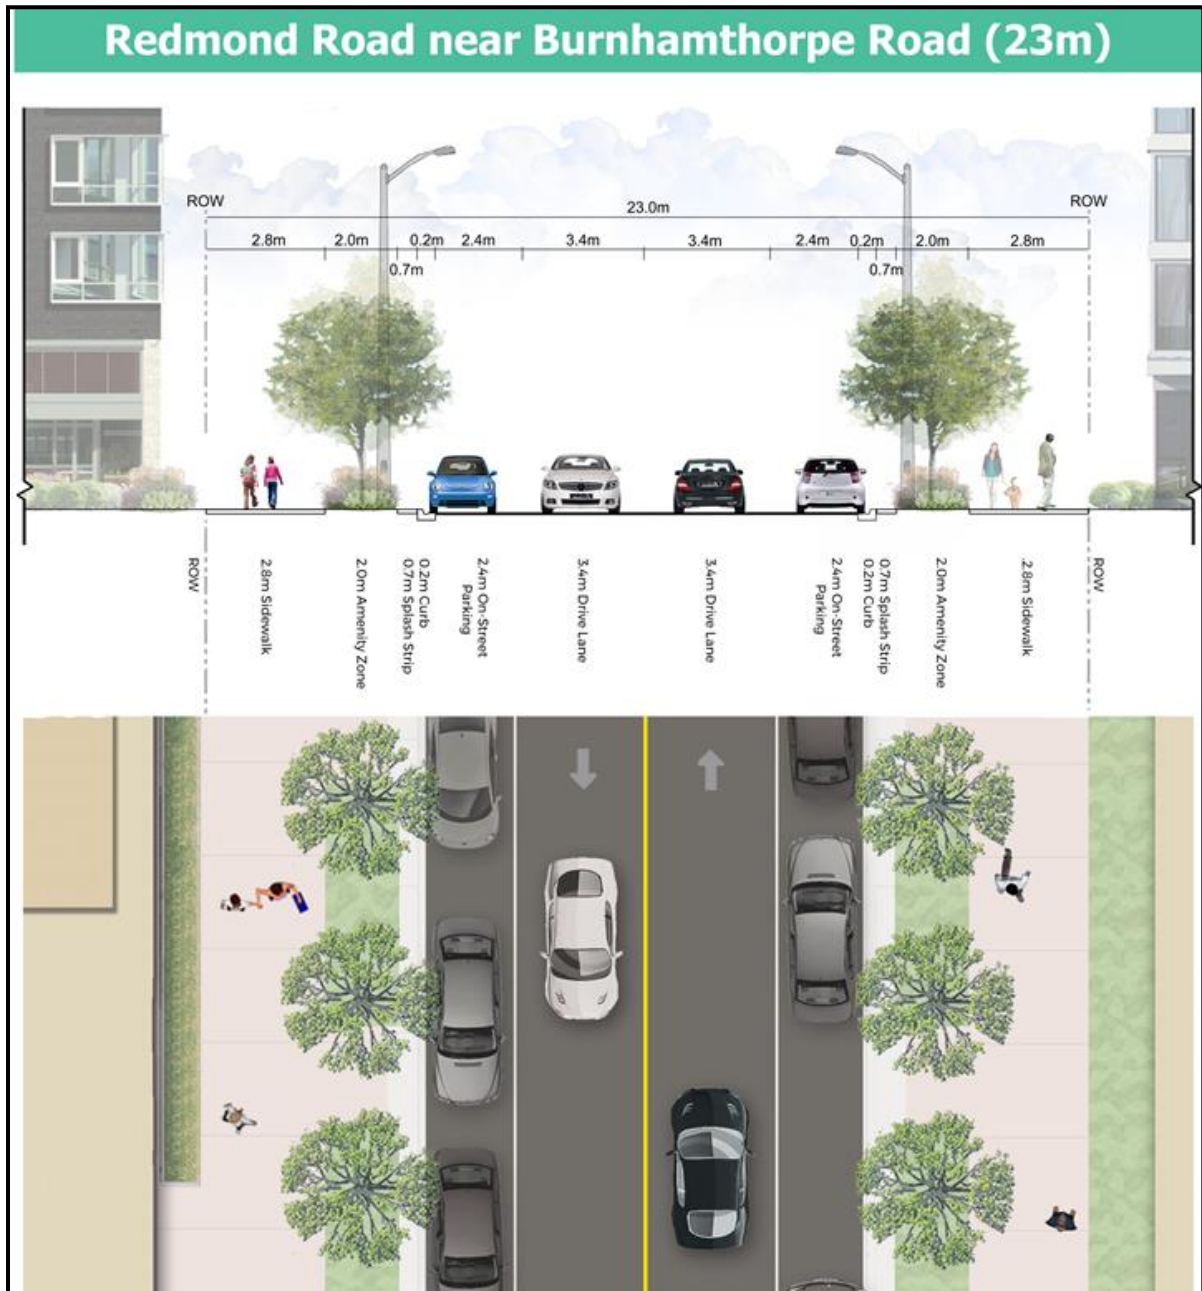 Redmond Road near Burnhamthorpe Road (23m)
ROW
ROW
23.0m
2.8m 2.0m 0.2m 2.4m 3.4m 3.4m 2.4m 0.2m 2.0m 2.8m
0.7m 0.7m
ROW
2.8m Sidewalk
2.0m Amenity Zone
0.2m Curb
0.7m Splash Strip
2.4m On-Street
Parking
3.4m Drive Lane
3.4m Drive Lane
2.4m On-Street
Parking
0.7m Splash Strip
0.2m Curb
2.0m Amenity Zone
2.8m Sidewalk
ROW